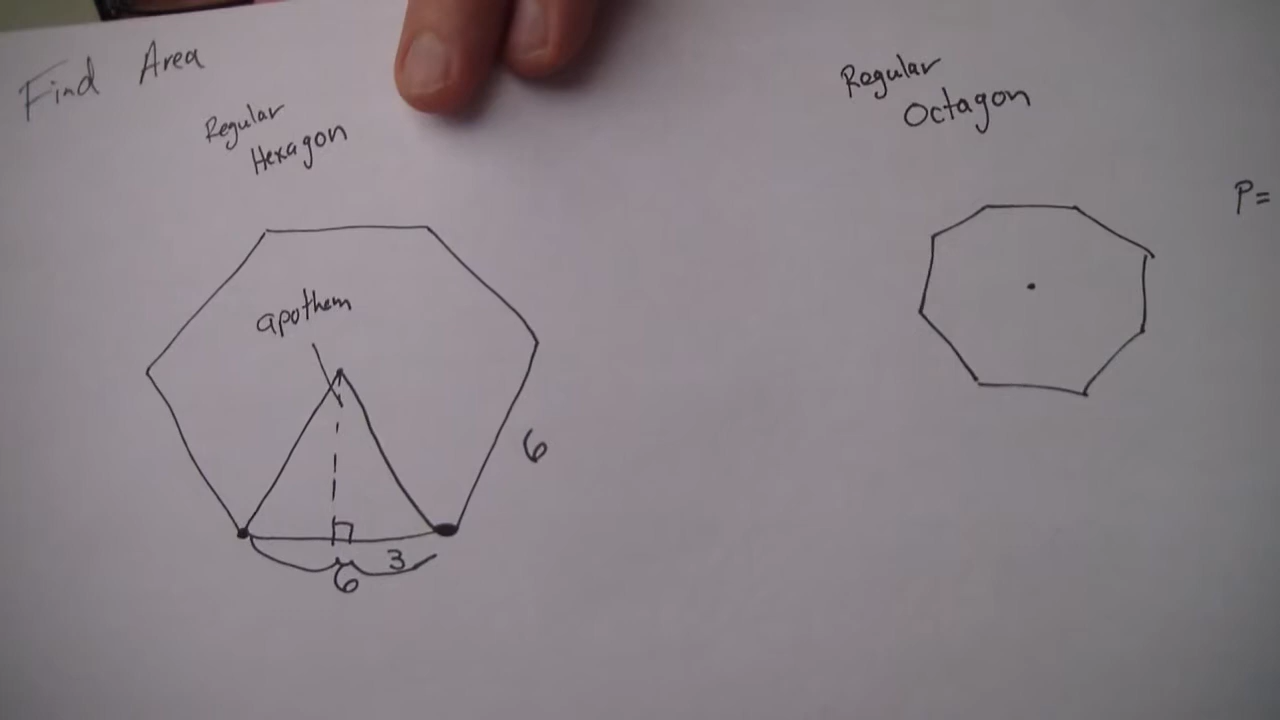 Find Area
Regular
Hexagon
apothem
6
3
6
Regular
Octagon
P=